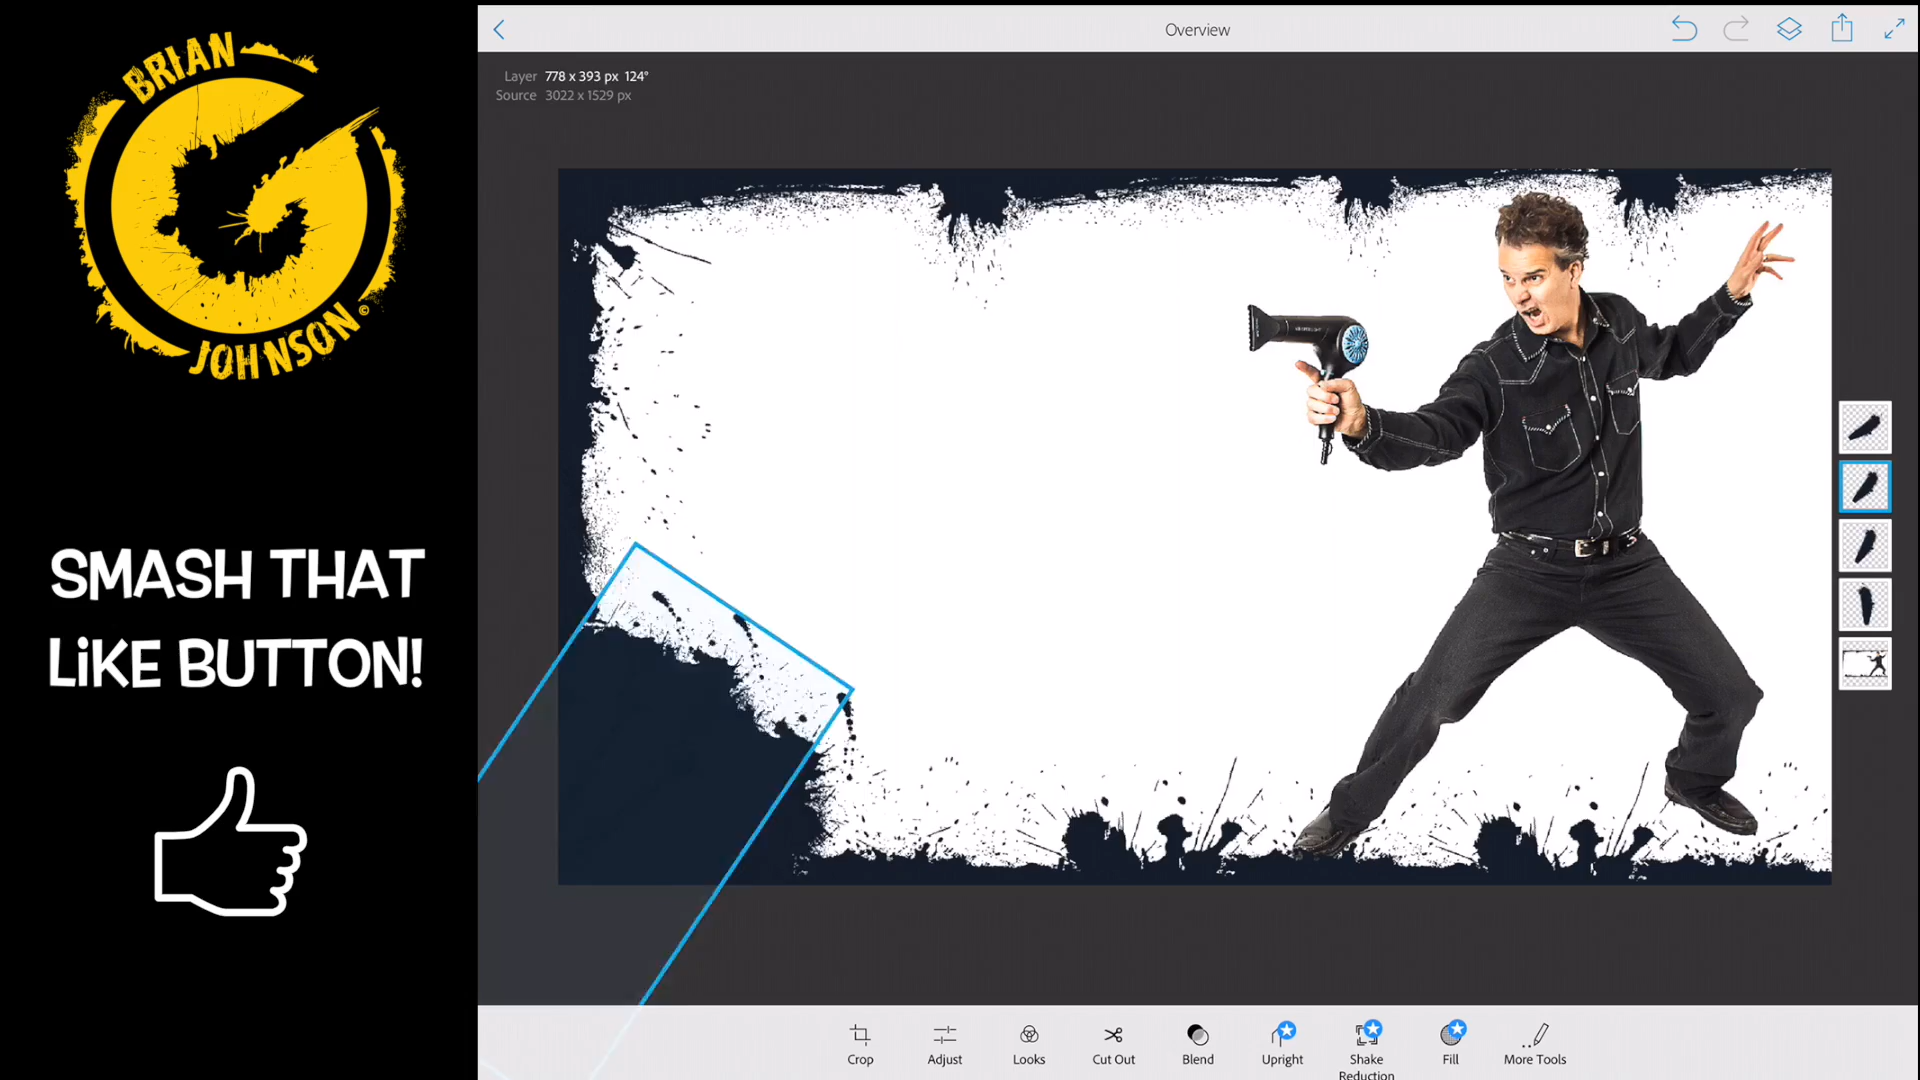 BRIAN
JOHNSON ©
SMASH THAT
LiKE BUTTON!
Overview
Layer 778 x 393 px 124°
Source 3022 x 1529 px
Crop
Adjust
Looks
Cut Out
Blend
Upright
Shake
Reduction
Fill
More Tools